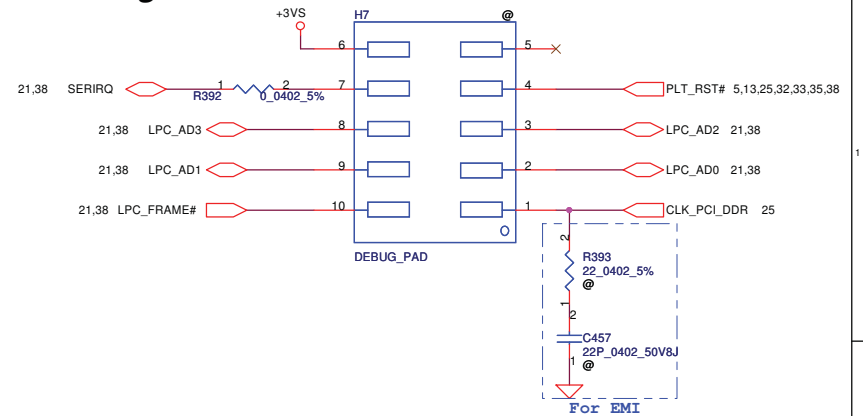 +3VS
H7
@
6
5
21,38 SERIRQ
1
2
7
4
PLT_RST# 5,13,25,32,33,35,38
R392
0_0402_5%
21,38 LPC_AD3
8
3
LPC_AD2 21,38
21,38 LPC_AD1
9
2
LPC_AD0 21,38
1
21,38 LPC_FRAME#
10
1
CLK_PCI_DDR 25
DEBUG_PAD
2
R393
22_0402_5%
@
1
2
C457
22P_0402_50V8J
1
@
For EMI